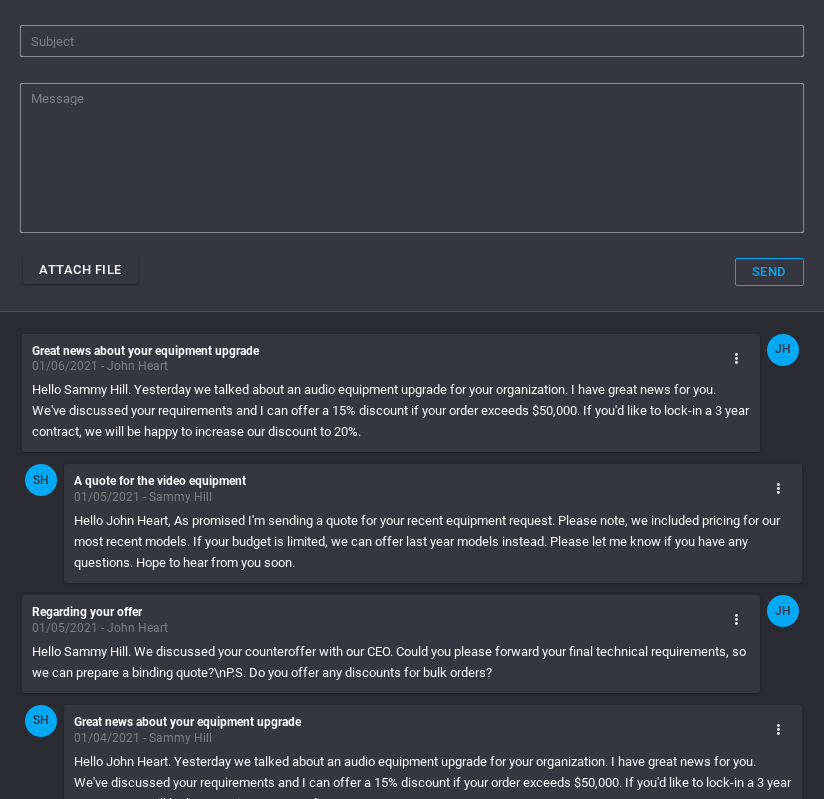 Subject
Message
ATTACH FILE
SEND
Great news about your equipment upgrade
JH
01/06/2021 - John Heart
Hello Sammy Hill. Yesterday we talked about an audio equipment upgrade for your organization. I have great news for you.
We've discussed your requirements and I can offer a 15% discount if your order exceeds $50,000. If you'd like to lock-in a 3 year
contract, we will be happy to increase our discount to 20%.
SH
A quote for the video equipment
01/05/2021 - Sammy Hill
Hello John Heart, As promised I'm sending a quote for your recent equipment request. Please note, we included pricing for our
most recent models. If your budget is limited, we can offer last year models instead. Please let me know if you have any
questions. Hope to hear from you soon.
Regarding your offer
JH
01/05/2021 - John Heart
Hello Sammy Hill. We discussed your counteroffer with our CEO. Could you please forward your final technical requirements, so
we can prepare a binding quote?\nP.S. Do you offer any discounts for bulk orders?
SH
Great news about your equipment upgrade
01/04/2021 - Sammy Hill
Hello John Heart. Yesterday we talked about an audio equipment upgrade for your organization. I have great news for you.
We've discussed your requirements and I can offer a 15% discount if your order exceeds $50,000. If you'd like to lock-in a 3 year